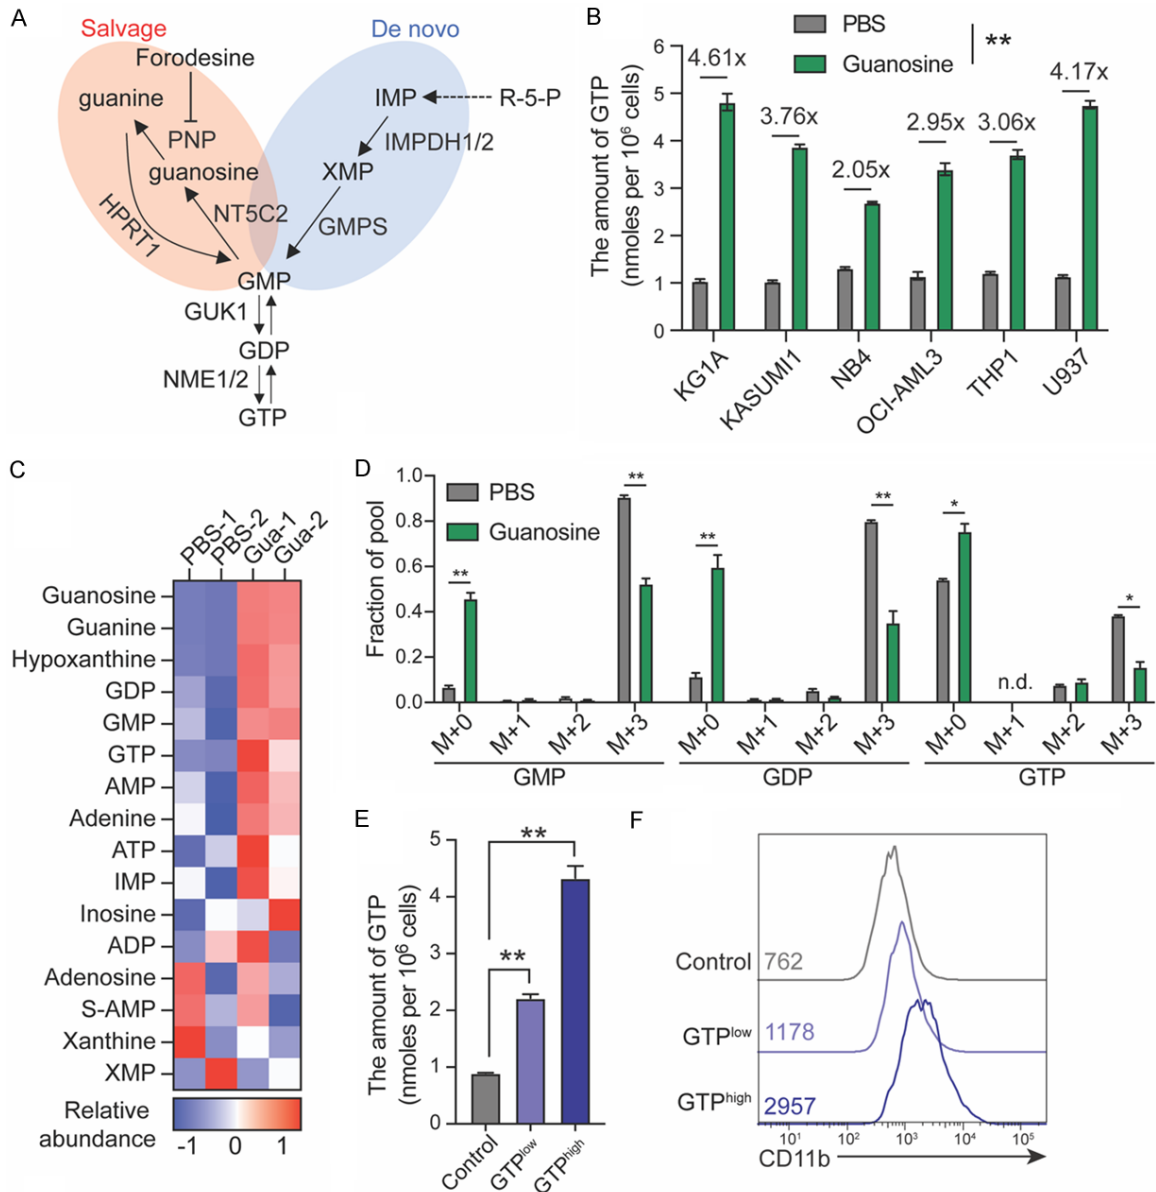 A
Salvage
De novo
Forodesine
guanine
IMP
R-5-P
PNP
IMPDH1/2
guanosine
XMP
HPRT1
NT5C2
GMPS
GMP
GUK1
GDP
NME1/2
GTP
B
PBS
Guanosine
**
The amount of GTP
(nmoles per 10⁶ cells)
6
5
4
3
2
1
0
4.61x
3.76x
2.05x
2.95x
3.06x
4.17x
KG1A
KASUMI1
NB4
OCI-AML3
THP1
U937
C
PBS-1
PBS-2
Gua-1
Gua-2
Guanosine
Guanine
Hypoxanthine
GDP
GMP
GTP
AMP
Adenine
ATP
IMP
Inosine
ADP
Adenosine
S-AMP
Xanthine
XMP
Relative
abundance
-1 0 1
D
PBS
Guanosine
Fraction of pool
1.0
0.8
0.6
0.4
0.2
0.0
**
**
**
**
*
n.d.
*
M+0 M+1 M+2 M+3 M+0 M+1 M+2 M+3 M+0 M+1 M+2 M+3
GMP GDP GTP
E
The amount of GTP
(nmoles per 10⁶ cells)
5
4
3
2
1
0
**
**
Control
GTPˡᵒʷ
GTPʰⁱᵍʰ
F
Control 762
GTPˡᵒʷ 1178
GTPʰⁱᵍʰ 2957
10¹ 10² 10³ 10⁴ 10⁵
CD11b